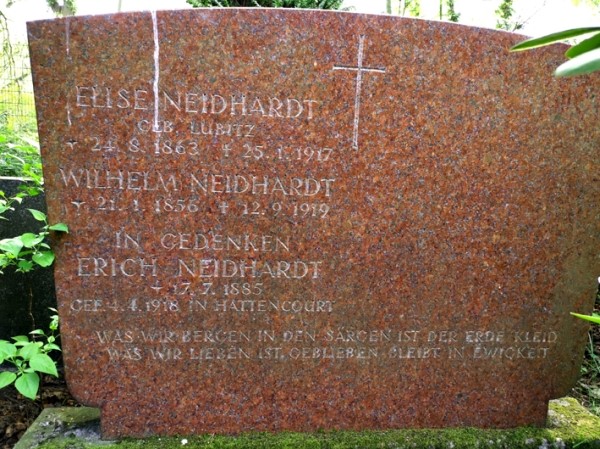 ELISE NEIDHARDT
GEB. LUBITZ
* 24. 8. 1863 + 25. 1. 1917
WILHELM NEIDHARDT
* 21. 1. 1856 + 12. 9. 1919
IN GEDENKEN
ERICH NEIDHARDT
* 17. 7. 1885
GEF. 4. 4. 1918 IN HATTENCOURT
WAS WIR BERGEN IN DEN SÄRGEN IST DER ERDE KLEID
WAS WIR LIEBEN IST GEBLIEBEN BLEIBT IN EWIGKEIT